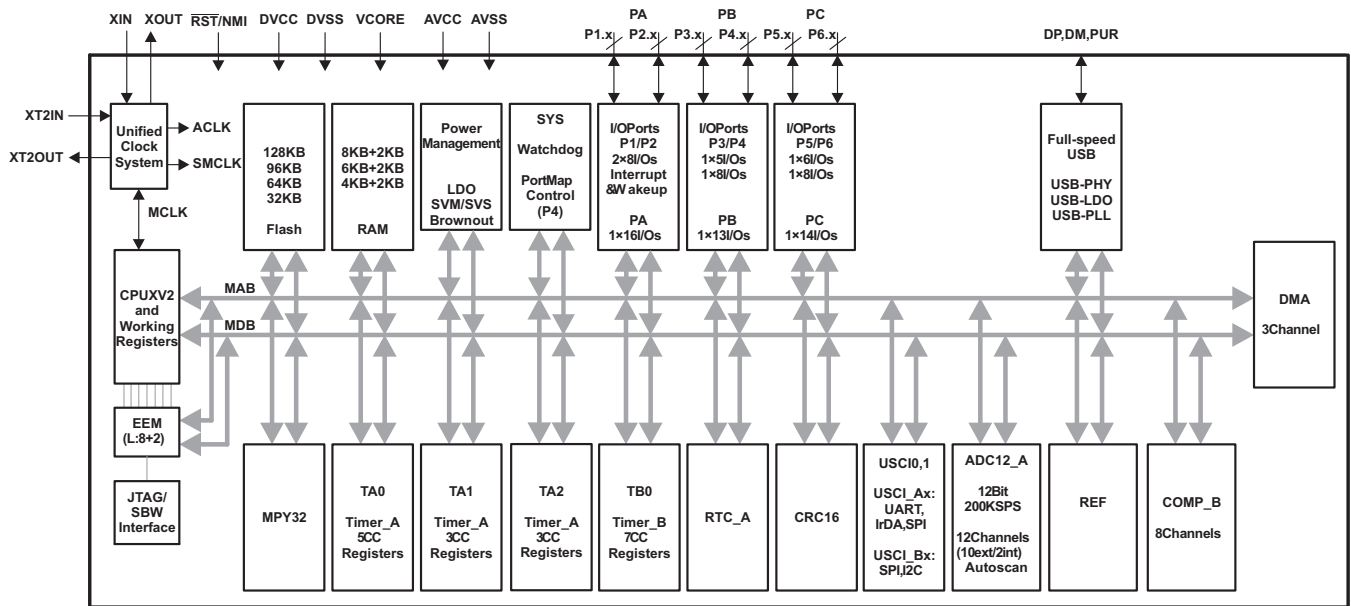 XIN XOUT RST/NMI DVCC DVSS VCORE AVCC AVSS
PA PB PC
P1.x P2.x P3.x P4.x P5.x P6.x
DP,DM,PUR
XT2IN
XT2OUT
Unified
Clock
System
ACLK
SMCLK
MCLK
128KB
96KB
64KB
32KB
Flash
8KB+2KB
6KB+2KB
4KB+2KB
RAM
Power
Management
LDO
SVM/SVS
Brownout
SYS
Watchdog
PortMap
Control
(P4)
I/OPorts
P1/P2
2×8I/Os
Interrupt
&W akeup
PA
1×16I/Os
I/OPorts
P3/P4
1×5I/Os
1×8I/Os
PB
1×13I/Os
I/OPorts
P5/P6
1×6I/Os
1×8I/Os
PC
1×14I/Os
Full-speed
USB
USB-PHY
USB-LDO
USB-PLL
CPUXV2
and
Working
Registers
MAB
MDB
DMA
3Channel
EEM
(L:8+2)
JTAG/
SBW
Interface
MPY32
TA0
Timer_A
5CC
Registers
TA1
Timer_A
3CC
Registers
TA2
Timer_A
3CC
Registers
TB0
Timer_B
7CC
Registers
RTC_A
CRC16
USCI0,1
USCI_Ax:
UART,
IrDA,SPI
USCI_Bx:
SPI,I2C
ADC12_A
12Bit
200KSPS
12Channels
(10ext/2int)
Autoscan
REF
COMP_B
8Channels